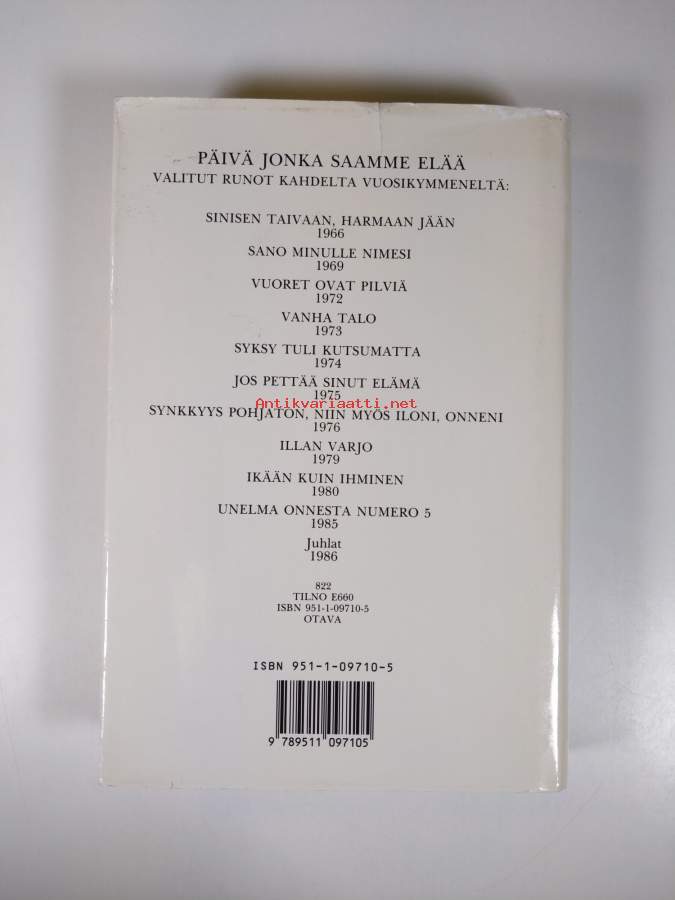 PÄIVÄ JONKA SAAMME ELÄÄ
VALITUT RUNOT KAHDELTA VUOSIKYMMENELTÄ:
SINISEN TAIVAAN, HARMAAN JÄÄN
1966
SANO MINULLE NIMESI
1969
VUORET OVAT PILVIÄ
1972
VANHA TALO
1973
SYKSY TULI KUTSUMATTA
1974
JOS PETTÄÄ SINUT ELÄMÄ
1975
Antikvariaatti.net
SYNKKYYS POHJATON, NIIN MYÖS ILONI, ONNENI
1976
ILLAN VARJO
1979
IKÄÄN KUIN IHMINEN
1980
UNELMA ONNESTA NUMERO 5
1985
Juhlat
1986
822
TILNO E660
ISBN 951-1-09710-5
OTAVA
ISBN 951-1-09710-5
9 789511 097105